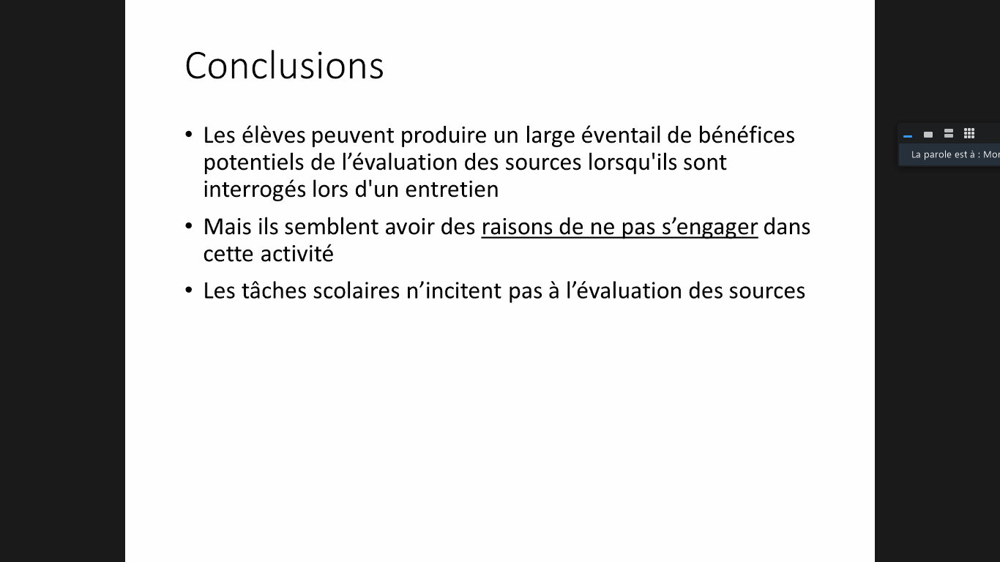 Conclusions
• Les élèves peuvent produire un large éventail de bénéfices
potentiels de l’évaluation des sources lorsqu'ils sont
interrogés lors d'un entretien
• Mais ils semblent avoir des raisons de ne pas s’engager dans
cette activité
• Les tâches scolaires n’incitent pas à l’évaluation des sources
La parole est à :